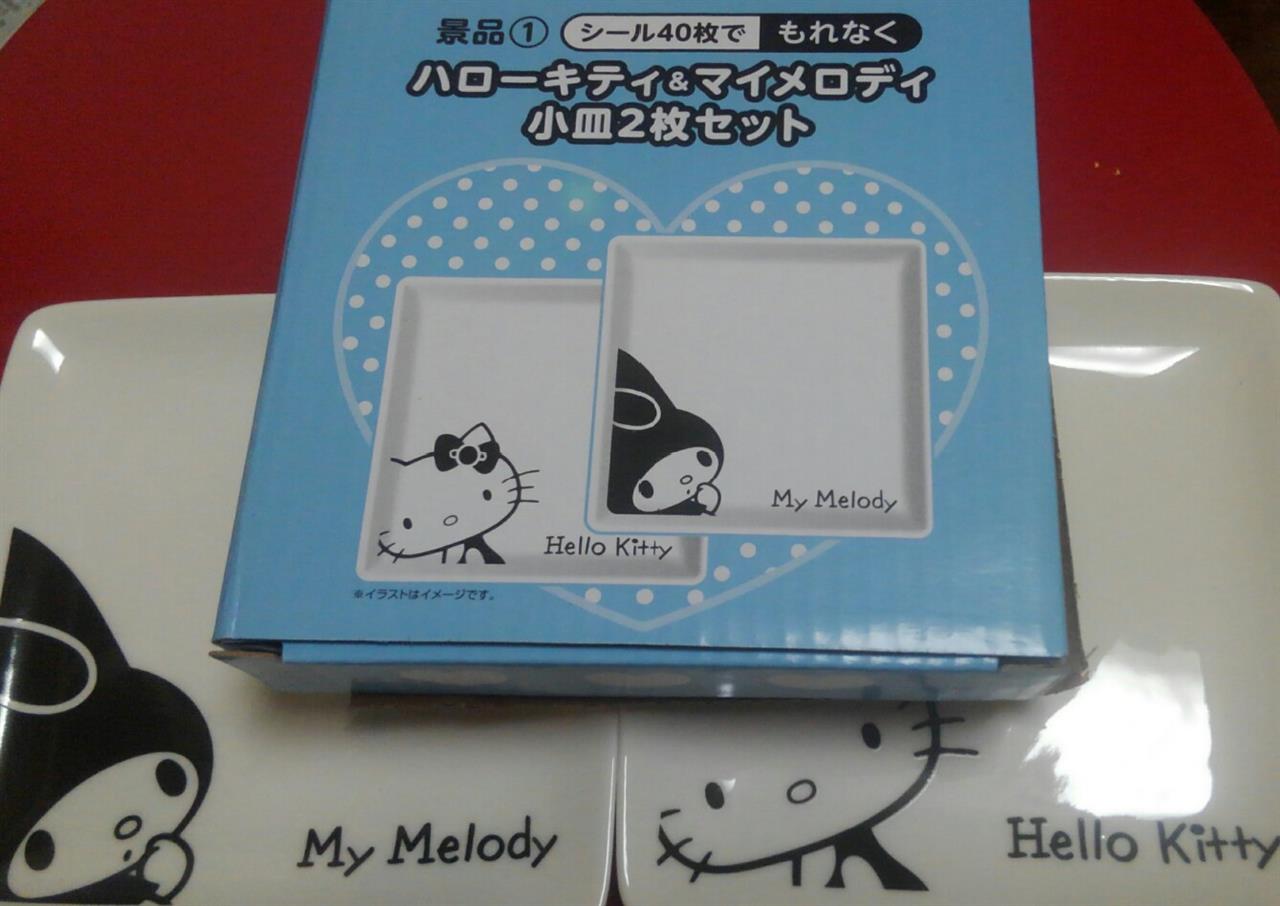 景品① シール40枚で もれなく
ハローキティ&マイメロディ
小皿2枚セット
My Melody
Hello Kitty
※イラストはイメージです。
My Melody
Hello Kitty